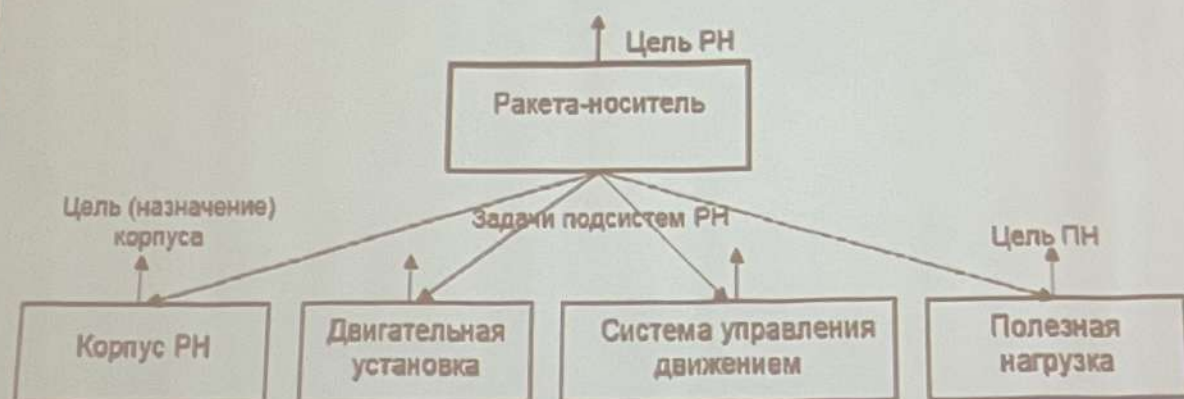 Цель РН
Ракета-носитель
Цель (назначение)
корпуса
Задачи подсистем РН
Цель ПН
Корпус РН
Двигательная
установка
Система управления
движением
Полезная
нагрузка